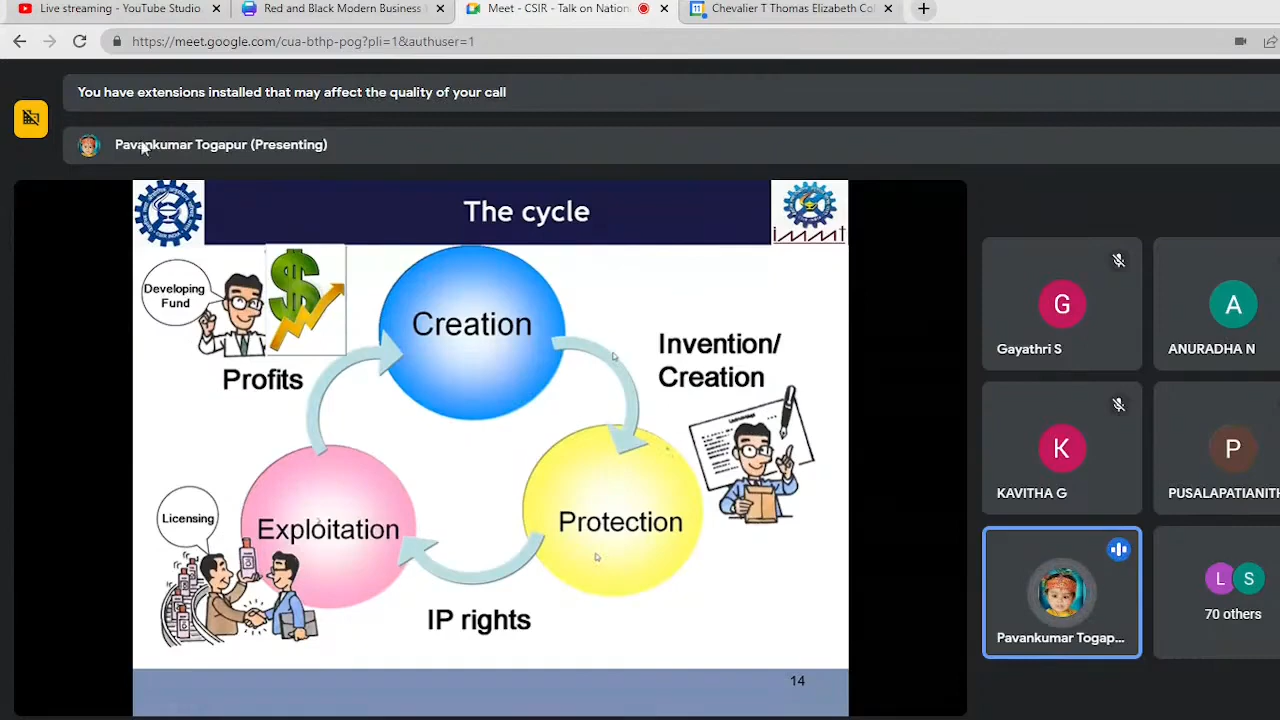 Live streaming - YouTube Studio
Red and Black Modern Business
Meet - CSIR - Talk on Nation
Chevalier T Thomas Elizabeth Col
https://meet.google.com/cua-bthp-pog?pli=1&authuser=1
You have extensions installed that may affect the quality of your call
Pavankumar Togapur (Presenting)
The cycle
immt
Developing
Fund
Creation
Invention/
Creation
Profits
Licensing
Exploitation
Protection
IP rights
14
G
Gayathri S
A
ANURADHA N
K
KAVITHA G
P
PUSALAPATIANITH
Pavankumar Togap...
L
S
70 others